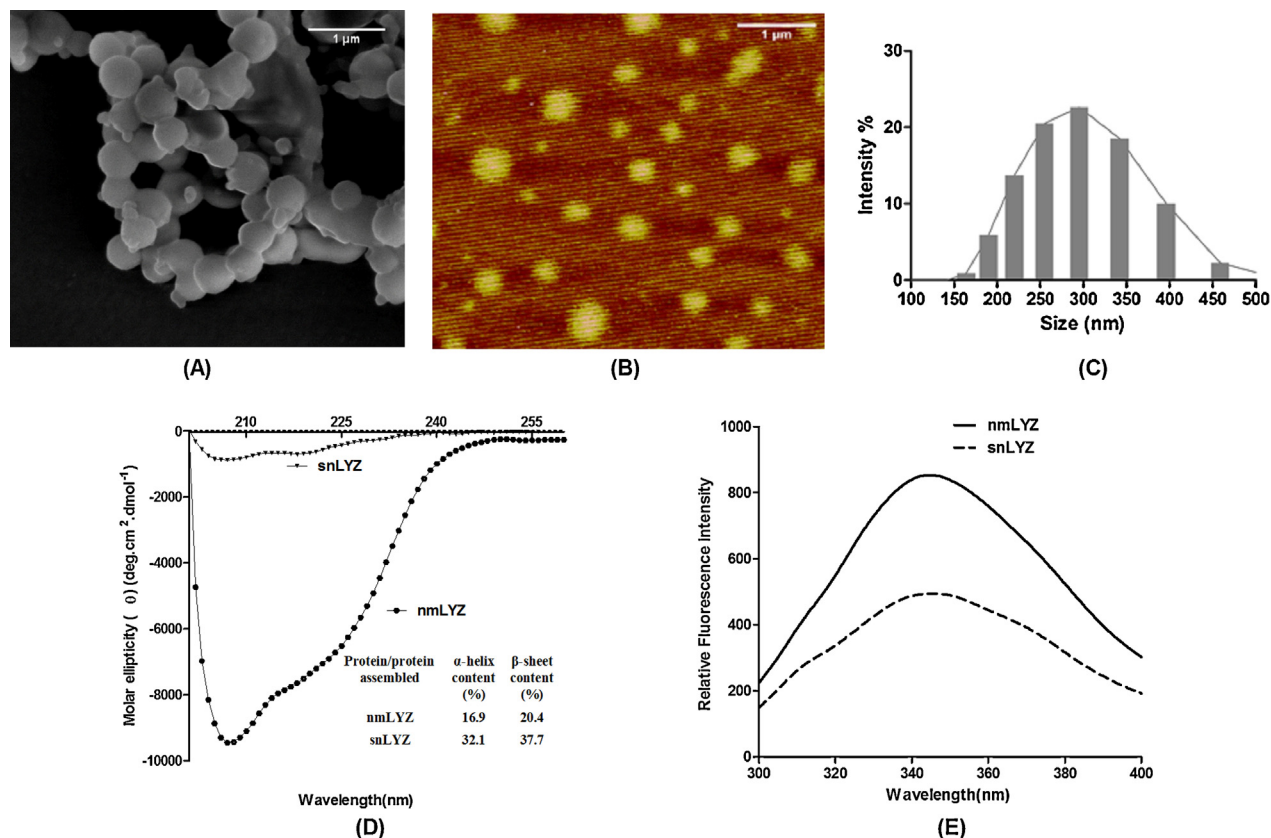 1 µm
(A)
1 µm
(B)
30
20
10
0
Intensity %
100 150 200 250 300 350 400 450 500
Size (nm)
(C)
210 225 240 255
0
-2000
-4000
-6000
-8000
-10000
Molar elipticity ( 0) (deg.cm2.dmol-1)
snLYZ
nmLYZ
Protein/protein assembled α-helix content (%) β-sheet content (%)
nmLYZ 16.9 20.4
snLYZ 32.1 37.7
Wavelength(nm)
(D)
1000
800
600
400
200
0
Relative Fluorescence Intensity
nmLYZ
snLYZ
300 320 340 360 380 400
Wavelength(nm)
(E)